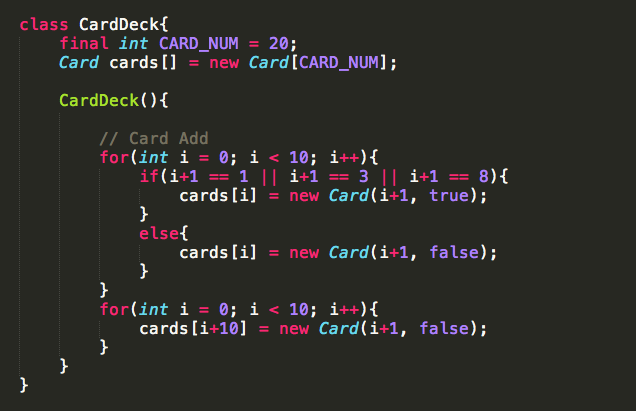 class CardDeck{
    final int CARD_NUM = 20;
    Card cards[] = new Card[CARD_NUM];

    CardDeck(){

        // Card Add
        for(int i = 0; i < 10; i++){
            if(i+1 == 1 || i+1 == 3 || i+1 == 8){
                cards[i] = new Card(i+1, true);
            }
            else{
                cards[i] = new Card(i+1, false);
            }
        }
        for(int i = 0; i < 10; i++){
            cards[i+10] = new Card(i+1, false);
        }
    }
}